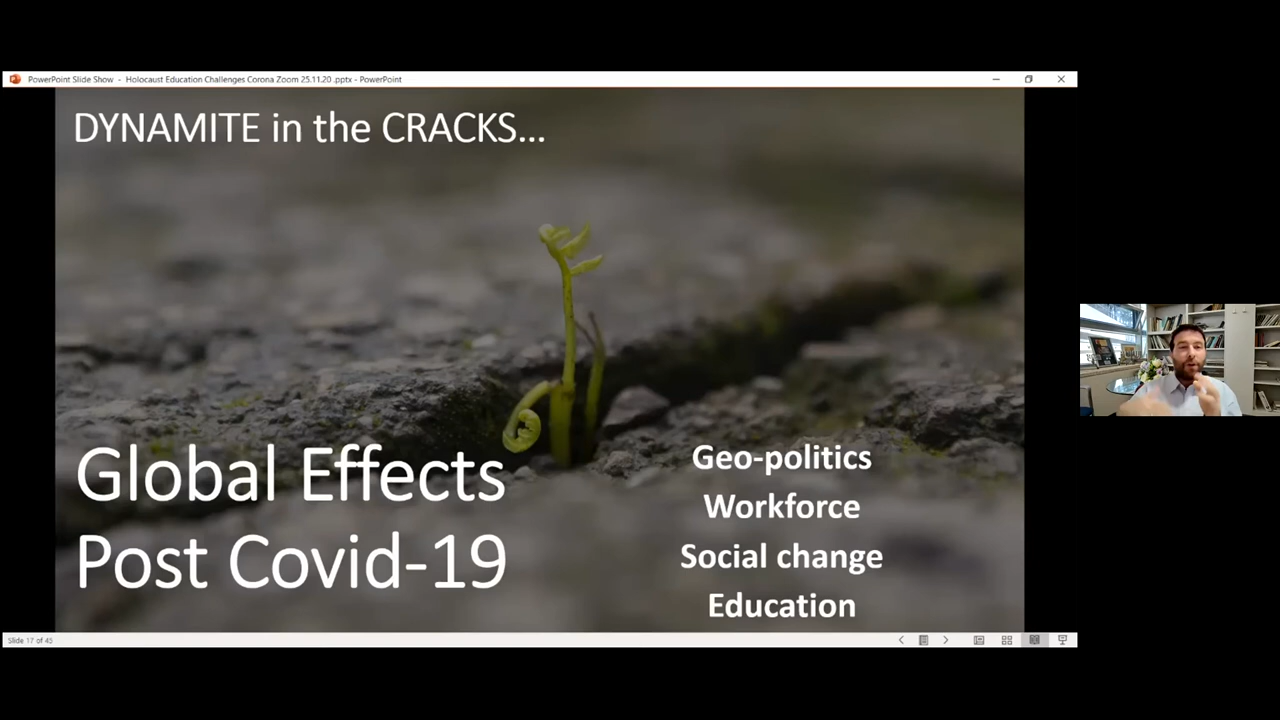 PowerPoint Slide Show - Holocaust Education Challenges Corona Zoom 25.11.20 .pptx - PowerPoint
DYNAMITE in the CRACKS...
Global Effects
Post Covid-19
Geo-politics
Workforce
Social change
Education
Slide 17 of 45